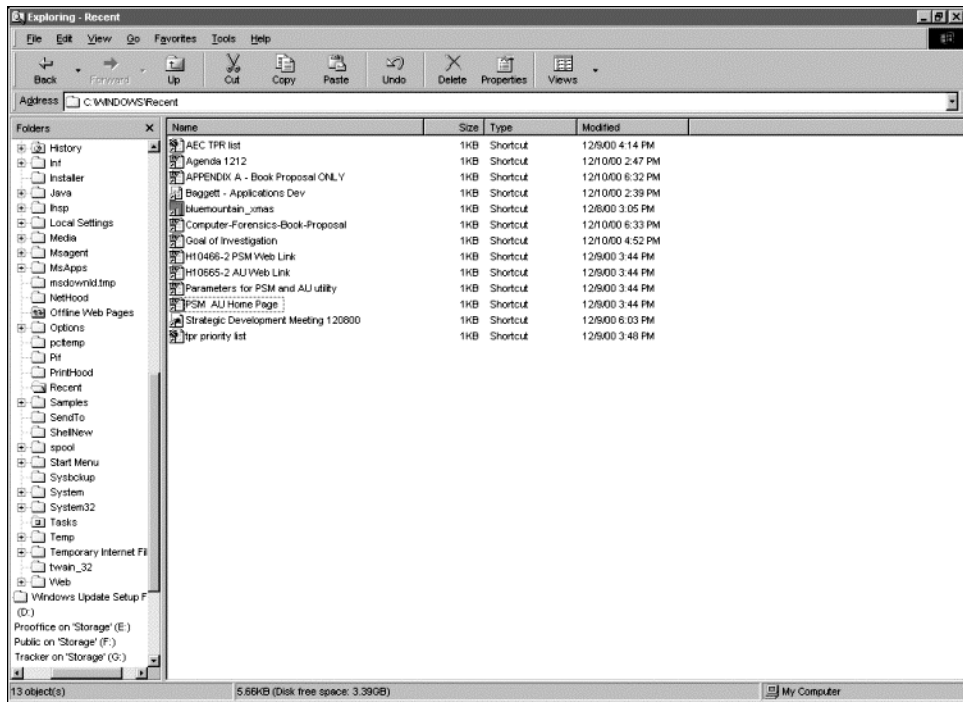 Exploring - Recent
File Edit View Go Favorites Tools Help
Back Forward Up Cut Copy Paste Undo Delete Properties Views
Address C:\WINDOWS\Recent
Folders x Name Size Type Modified
History
Inf
Installer
Java
lnsp
Local Settings
Media
Msagent
MsApps
msdownld.tmp
NetHood
Offline Web Pages
Options
pctemp
Pif
PrintHood
Recent
Samples
SendTo
ShellNew
spool
Start Menu
Sysbckup
System
System32
Tasks
Temp
Temporary Internet Fil
twain_32
Web
Windows Update Setup F
(D:)
Prooffice on 'Storage' (E:)
Public on 'Storage' (F:)
Tracker on 'Storage' (G:)
AEC TPR list 1KB Shortcut 12/9/00 4:14 PM
Agenda 1212 1KB Shortcut 12/10/00 2:47 PM
APPENDIX A - Book Proposal ONLY 1KB Shortcut 12/10/00 6:32 PM
Baggett - Applications Dev 1KB Shortcut 12/10/00 2:39 PM
bluemountain_xmas 1KB Shortcut 12/8/00 3:05 PM
Computer-Forensics-Book-Proposal 1KB Shortcut 12/10/00 6:33 PM
Goal of Investigation 1KB Shortcut 12/10/00 4:52 PM
H10466-2 PSM Web Link 1KB Shortcut 12/9/00 3:44 PM
H10665-2 AU Web Link 1KB Shortcut 12/9/00 3:44 PM
Parameters for PSM and AU utility 1KB Shortcut 12/9/00 3:44 PM
PSM AU Home Page 1KB Shortcut 12/9/00 3:44 PM
Strategic Development Meeting 120800 1KB Shortcut 12/9/00 6:03 PM
tpr priority list 1KB Shortcut 12/9/00 3:48 PM
13 object(s) 5.66KB (Disk free space: 3.39GB) My Computer